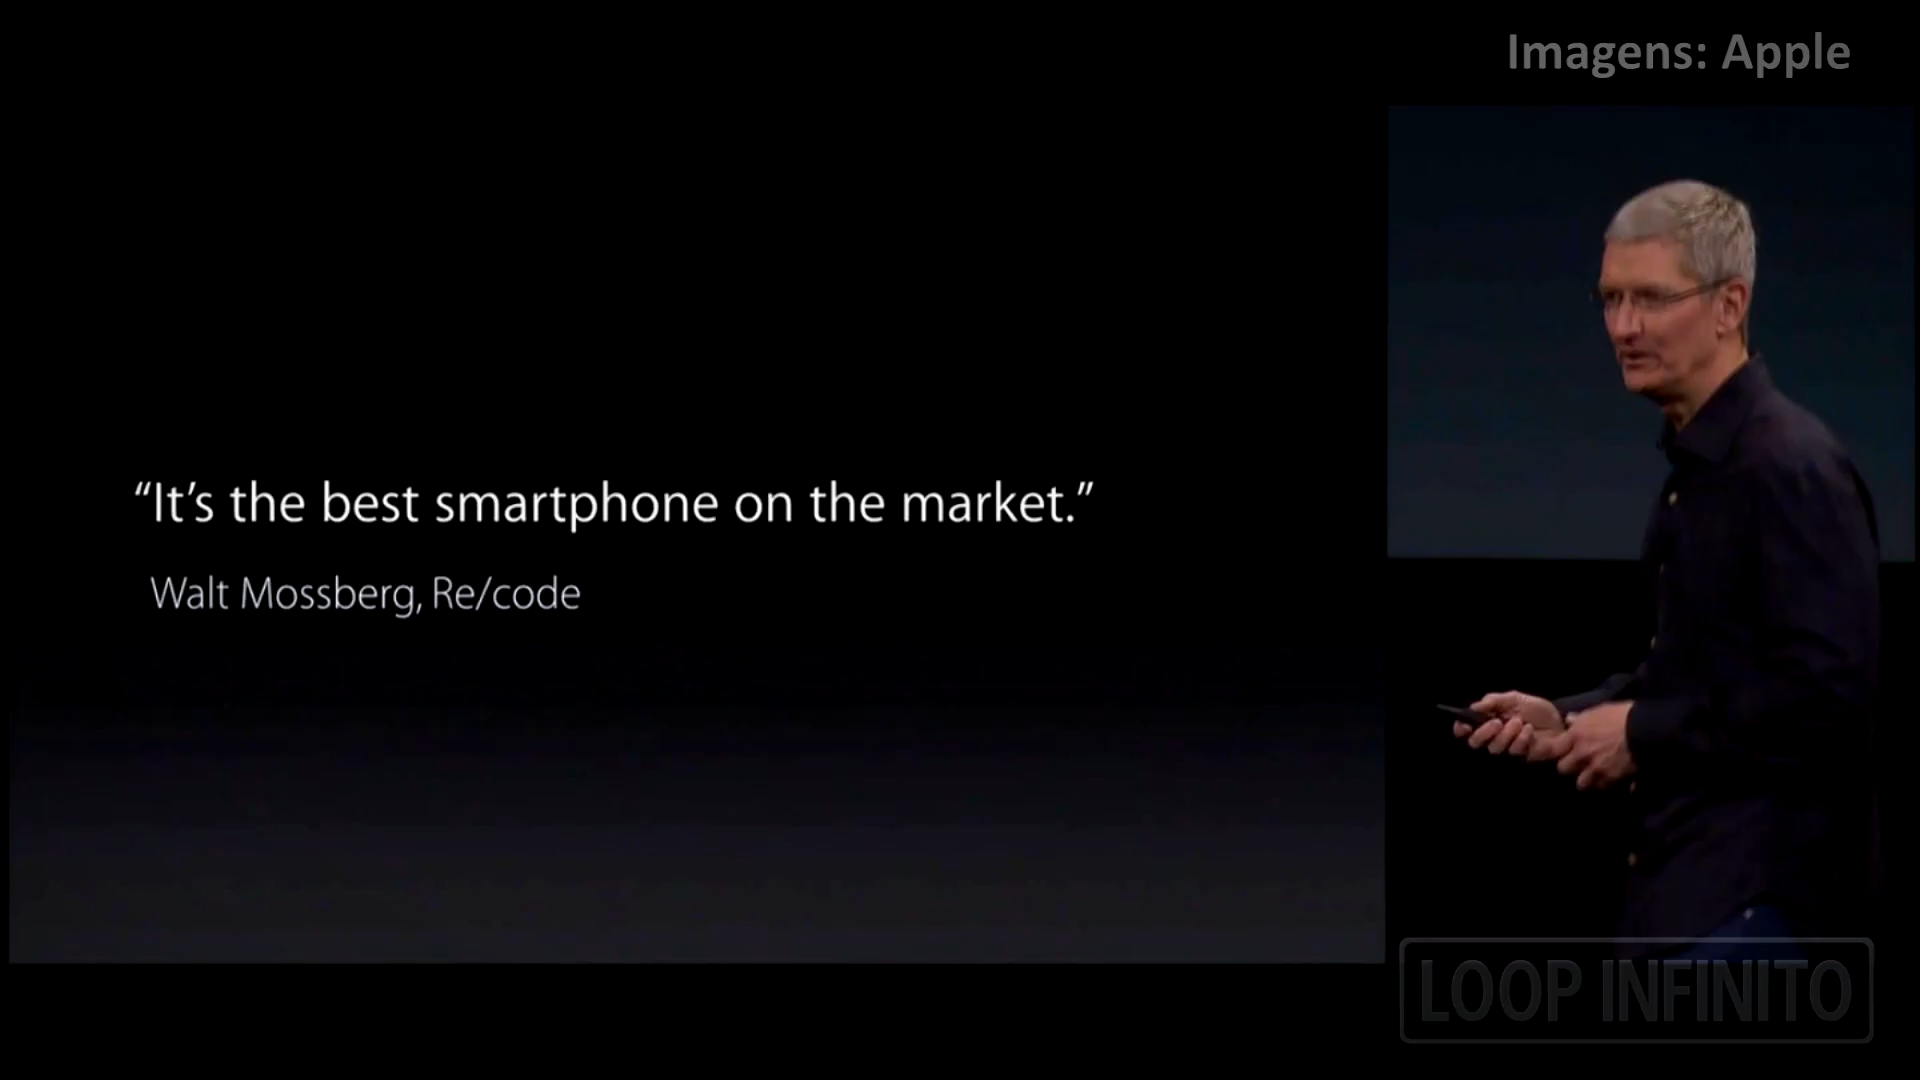 Imagens: Apple
“It’s the best smartphone on the market.”
Walt Mossberg, Re/code
LOOP INFINITO